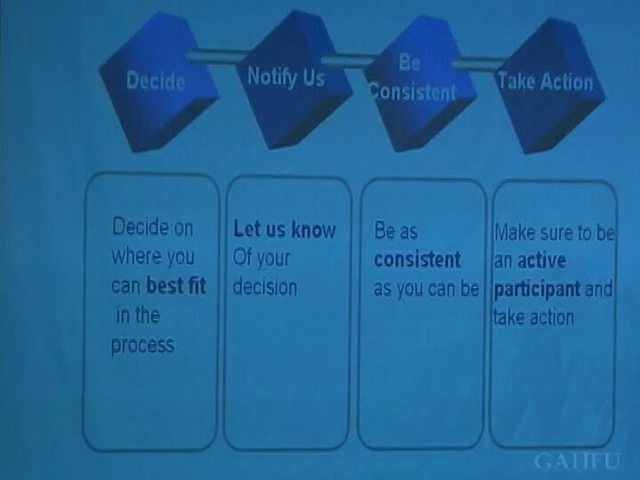 Decide
Notify Us
Be
Consistent
Take Action
Decide on
where you
can best fit
in the
process
Let us know
Of your
decision
Be as
consistent
as you can be
Make sure to be
an active
participant and
take action